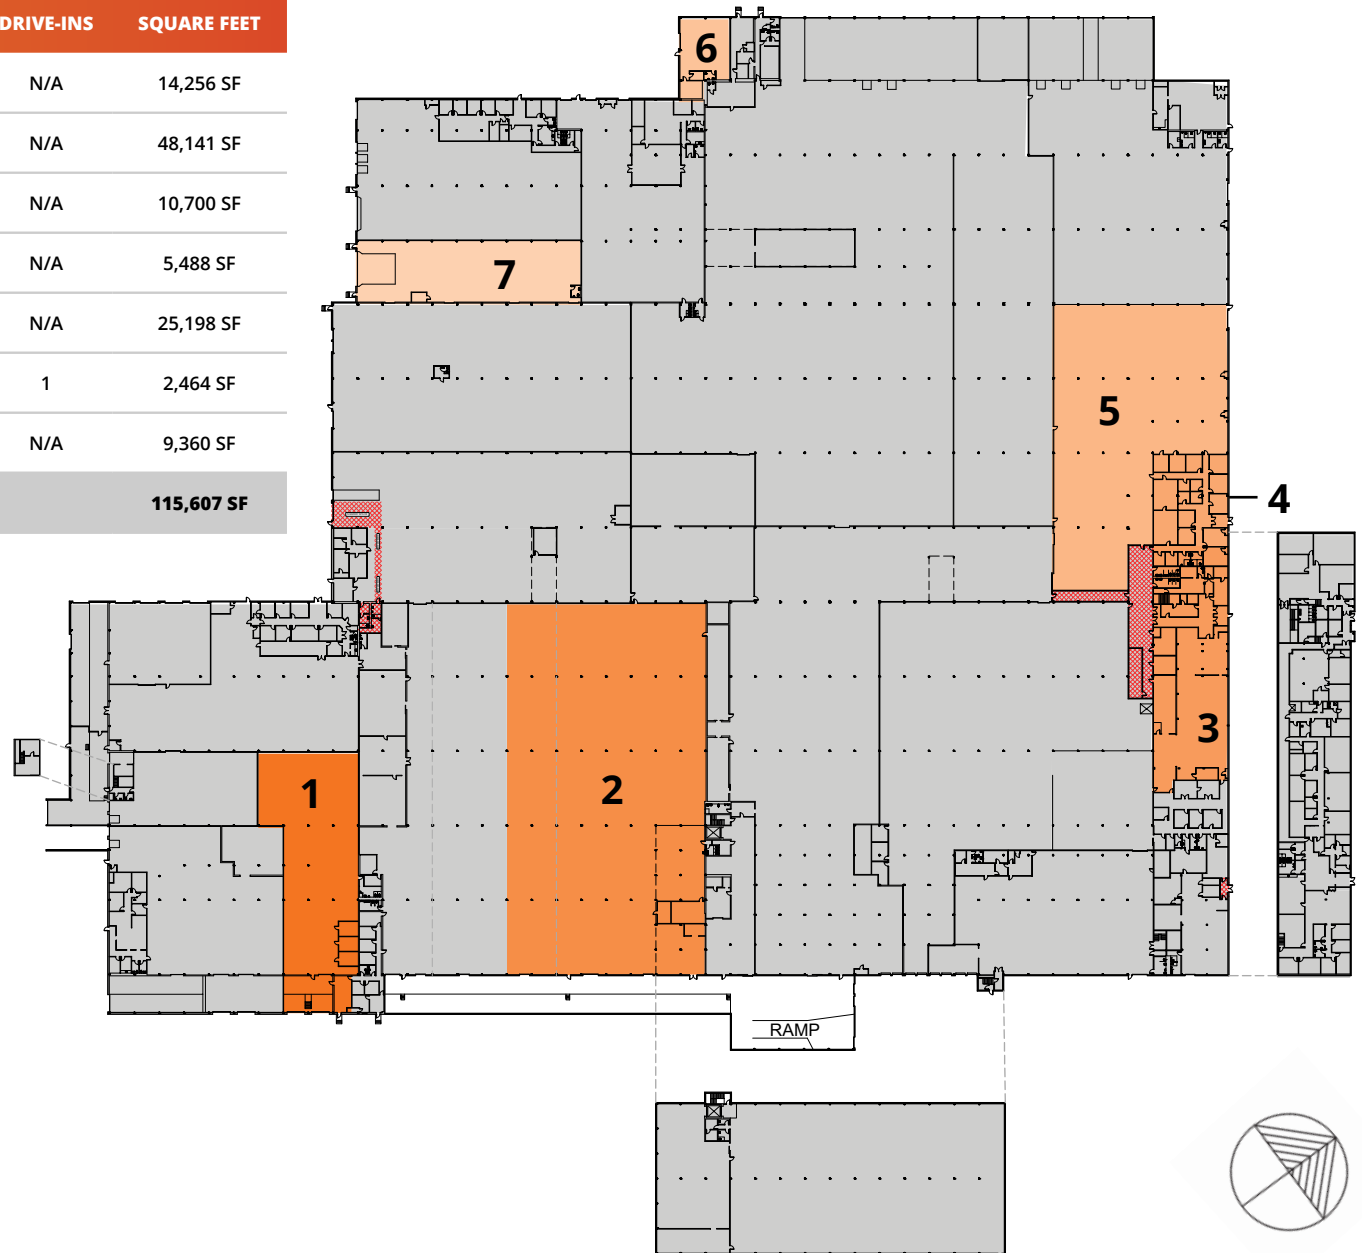 DRIVE-INS SQUARE FEET
N/A 14,256 SF
N/A 48,141 SF
N/A 10,700 SF
N/A 5,488 SF
N/A 25,198 SF
1 2,464 SF
N/A 9,360 SF
115,607 SF
6
7
5
4
3
1
2
RAMP